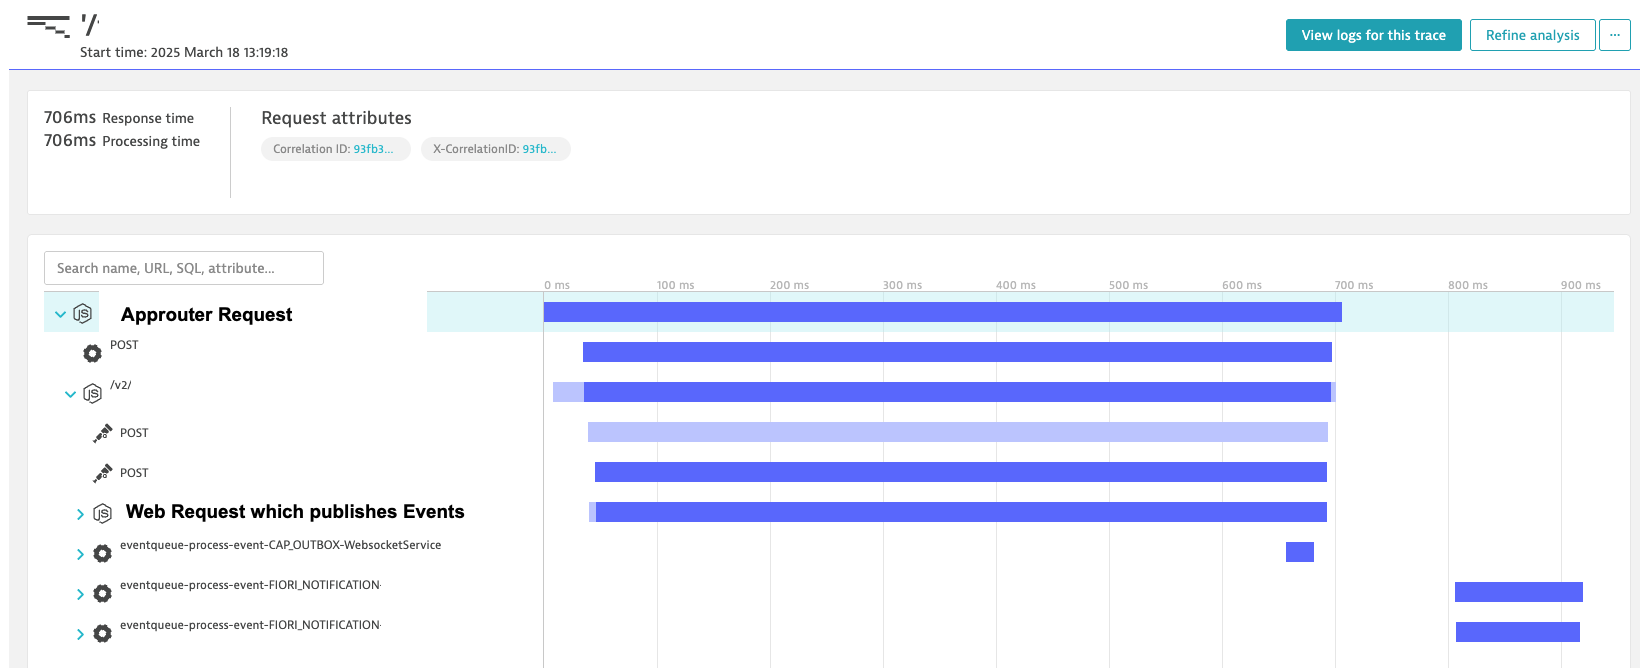 '/·
Start time: 2025 March 18 13:19:18
View logs for this trace
Refine analysis
...
706ms Response time
706ms Processing time
Request attributes
Correlation ID: 93fb3...
X-CorrelationID: 93fb...
Search name, URL, SQL, attribute...
0 ms 100 ms 200 ms 300 ms 400 ms 500 ms 600 ms 700 ms 800 ms 900 ms
JS Approuter Request
POST
JS /v2/
POST
POST
JS Web Request which publishes Events
eventqueue-process-event-CAP_OUTBOX-WebsocketService
eventqueue-process-event-FIORI_NOTIFICATION-
eventqueue-process-event-FIORI_NOTIFICATION-